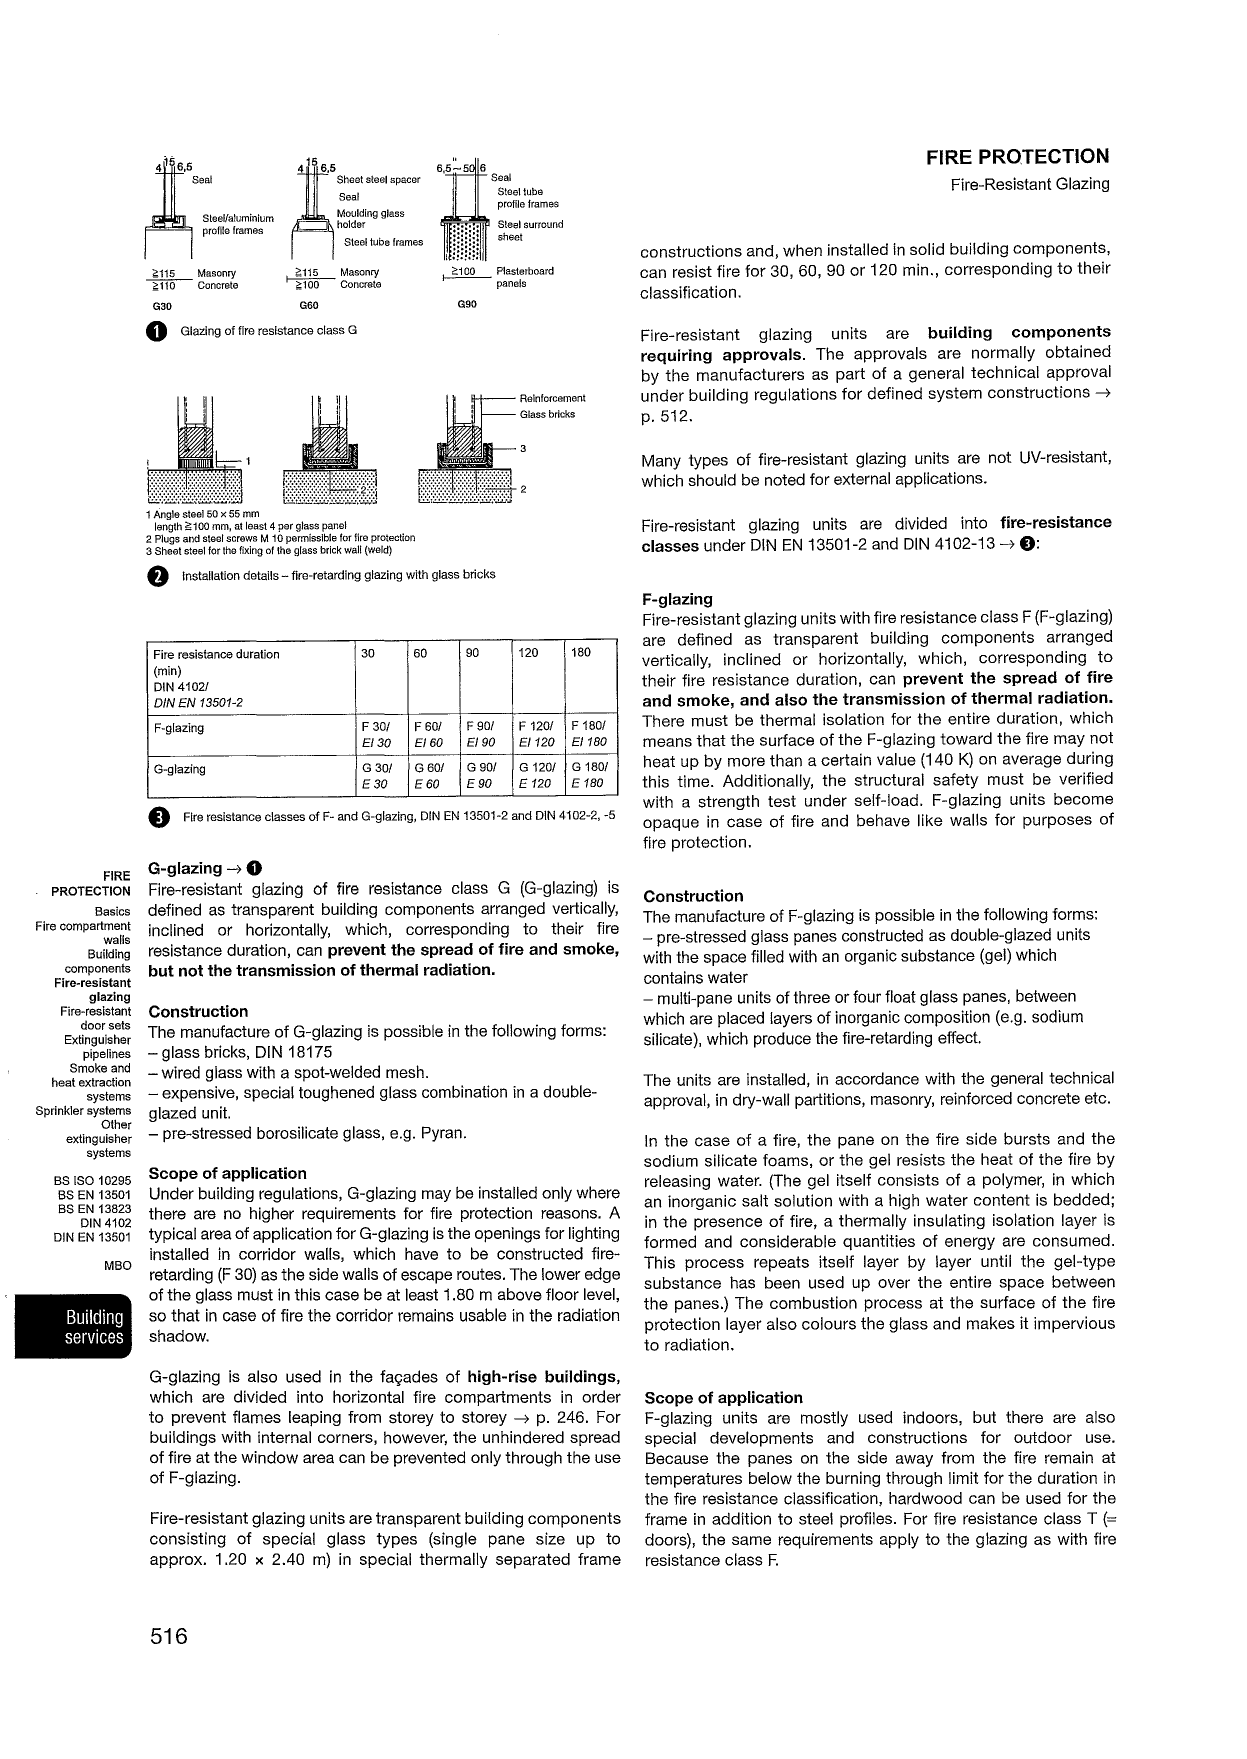 FIRE PROTECTION
Fire-Resistant Glazing
4 15 6,5
Seal
Steel/aluminium
profile frames
≧115 Masonry
≧110 Concrete
G30
4 15 6,5
Sheet steel spacer
Seal
Moulding glass
holder
Steel tube frames
≧115 Masonry
≧100 Concrete
G60
6,5 ~ 50 6
Seal
Steel tube
profile frames
Steel surround
sheet
≧100 Plasterboard
panels
G90
1 Glazing of fire resistance class G
Reinforcement
Glass bricks
1
2
3
2
1 Angle steel 50 × 55 mm
length ≧100 mm, at least 4 per glass panel
2 Plugs and steel screws M 10 permissible for fire protection
3 Sheet steel for the fixing of the glass brick wall (weld)
2 Installation details – fire-retarding glazing with glass bricks
Fire resistance duration 30 60 90 120 180
(min)
DIN 4102/
DIN EN 13501-2
F-glazing F 30/ F 60/ F 90/ F 120/ F 180/
EI 30 EI 60 EI 90 EI 120 EI 180
G-glazing G 30/ G 60/ G 90/ G 120/ G 180/
E 30 E 60 E 90 E 120 E 180
3 Fire resistance classes of F- and G-glazing, DIN EN 13501-2 and DIN 4102-2, -5
FIRE
PROTECTION
Basics
Fire compartment
walls
Building
components
Fire-resistant
glazing
Fire-resistant
door sets
Extinguisher
pipelines
Smoke and
heat extraction
systems
Sprinkler systems
Other
extinguisher
systems
BS ISO 10295
BS EN 13501
BS EN 13823
DIN 4102
DIN EN 13501
MBO
Building
services
G-glazing → 1
Fire-resistant glazing of fire resistance class G (G-glazing) is
defined as transparent building components arranged vertically,
inclined or horizontally, which, corresponding to their fire
resistance duration, can prevent the spread of fire and smoke,
but not the transmission of thermal radiation.
Construction
The manufacture of G-glazing is possible in the following forms:
– glass bricks, DIN 18175
– wired glass with a spot-welded mesh.
– expensive, special toughened glass combination in a double-
glazed unit.
– pre-stressed borosilicate glass, e.g. Pyran.
Scope of application
Under building regulations, G-glazing may be installed only where
there are no higher requirements for fire protection reasons. A
typical area of application for G-glazing is the openings for lighting
installed in corridor walls, which have to be constructed fire-
retarding (F 30) as the side walls of escape routes. The lower edge
of the glass must in this case be at least 1.80 m above floor level,
so that in case of fire the corridor remains usable in the radiation
shadow.
G-glazing is also used in the façades of high-rise buildings,
which are divided into horizontal fire compartments in order
to prevent flames leaping from storey to storey → p. 246. For
buildings with internal corners, however, the unhindered spread
of fire at the window area can be prevented only through the use
of F-glazing.
Fire-resistant glazing units are transparent building components
consisting of special glass types (single pane size up to
approx. 1.20 × 2.40 m) in special thermally separated frame
constructions and, when installed in solid building components,
can resist fire for 30, 60, 90 or 120 min., corresponding to their
classification.
Fire-resistant glazing units are building components
requiring approvals. The approvals are normally obtained
by the manufacturers as part of a general technical approval
under building regulations for defined system constructions →
p. 512.
Many types of fire-resistant glazing units are not UV-resistant,
which should be noted for external applications.
Fire-resistant glazing units are divided into fire-resistance
classes under DIN EN 13501-2 and DIN 4102-13 → 3:
F-glazing
Fire-resistant glazing units with fire resistance class F (F-glazing)
are defined as transparent building components arranged
vertically, inclined or horizontally, which, corresponding to
their fire resistance duration, can prevent the spread of fire
and smoke, and also the transmission of thermal radiation.
There must be thermal isolation for the entire duration, which
means that the surface of the F-glazing toward the fire may not
heat up by more than a certain value (140 K) on average during
this time. Additionally, the structural safety must be verified
with a strength test under self-load. F-glazing units become
opaque in case of fire and behave like walls for purposes of
fire protection.
Construction
The manufacture of F-glazing is possible in the following forms:
– pre-stressed glass panes constructed as double-glazed units
with the space filled with an organic substance (gel) which
contains water
– multi-pane units of three or four float glass panes, between
which are placed layers of inorganic composition (e.g. sodium
silicate), which produce the fire-retarding effect.
The units are installed, in accordance with the general technical
approval, in dry-wall partitions, masonry, reinforced concrete etc.
In the case of a fire, the pane on the fire side bursts and the
sodium silicate foams, or the gel resists the heat of the fire by
releasing water. (The gel itself consists of a polymer, in which
an inorganic salt solution with a high water content is bedded;
in the presence of fire, a thermally insulating isolation layer is
formed and considerable quantities of energy are consumed.
This process repeats itself layer by layer until the gel-type
substance has been used up over the entire space between
the panes.) The combustion process at the surface of the fire
protection layer also colours the glass and makes it impervious
to radiation.
Scope of application
F-glazing units are mostly used indoors, but there are also
special developments and constructions for outdoor use.
Because the panes on the side away from the fire remain at
temperatures below the burning through limit for the duration in
the fire resistance classification, hardwood can be used for the
frame in addition to steel profiles. For fire resistance class T (=
doors), the same requirements apply to the glazing as with fire
resistance class F.
516